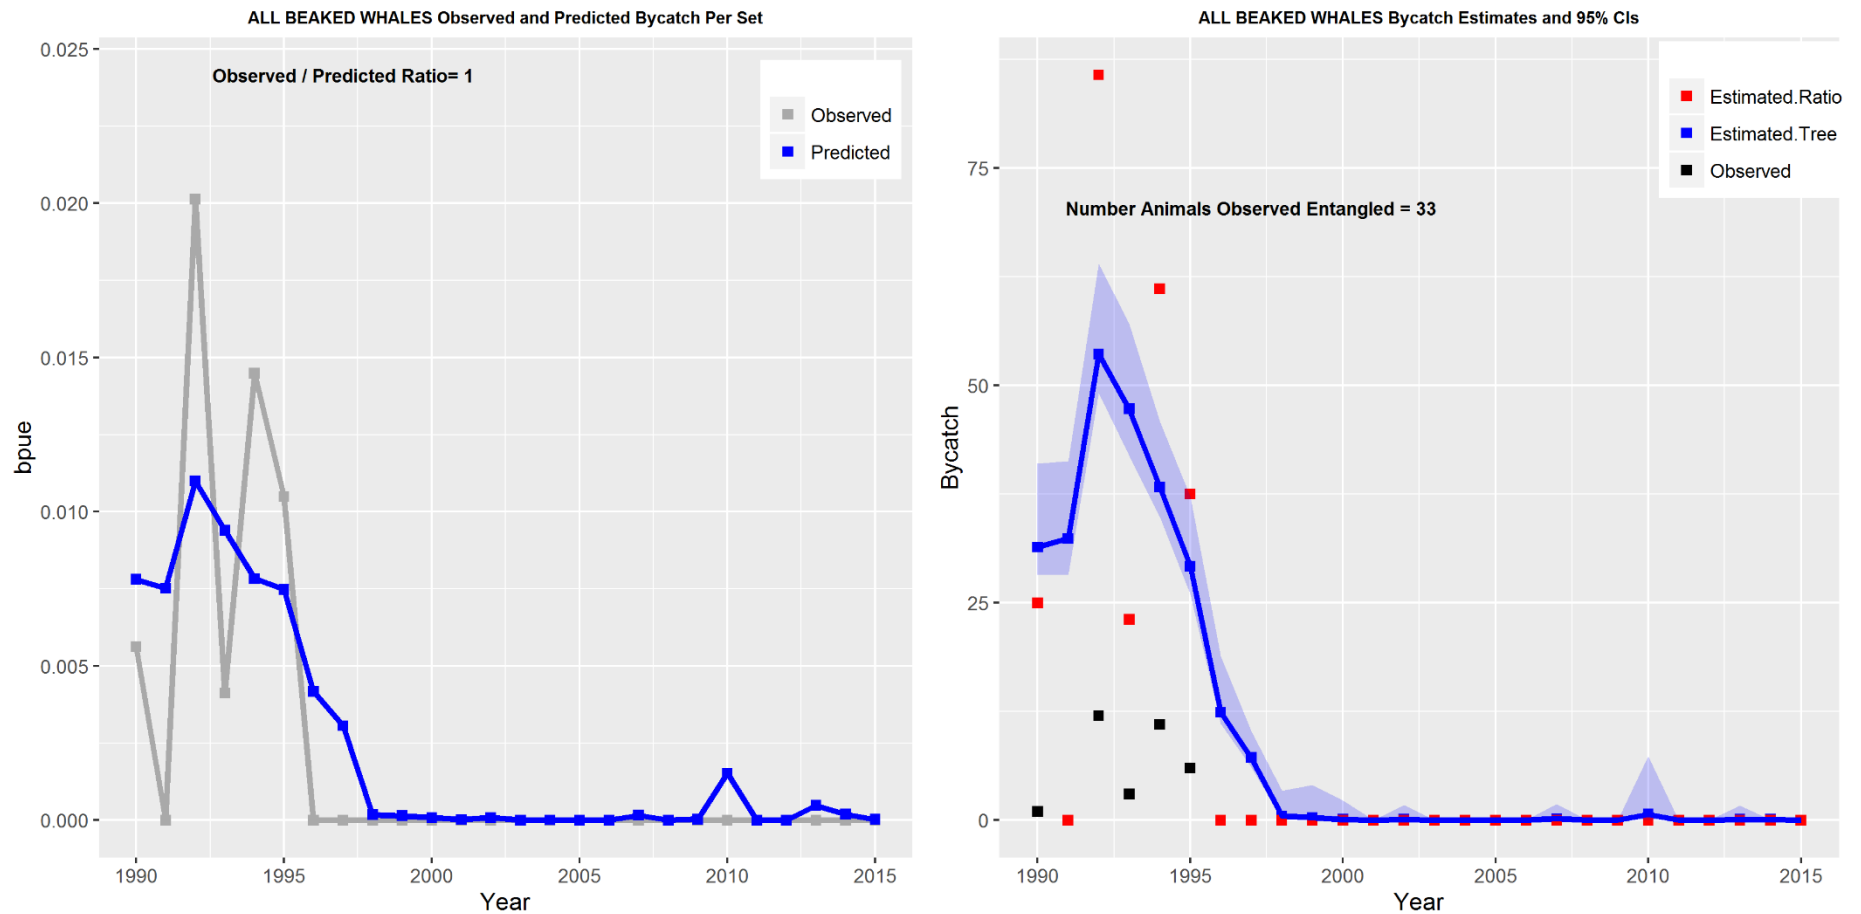 ALL BEAKED WHALES Observed and Predicted Bycatch Per Set
0.025
0.020
0.015
0.010
0.005
0.000
bpue
Observed / Predicted Ratio= 1
Observed
Predicted
1990 1995 2000 2005 2010 2015
Year
ALL BEAKED WHALES Bycatch Estimates and 95% CIs
75
50
25
0
Bycatch
Estimated.Ratio
Estimated.Tree
Observed
Number Animals Observed Entangled = 33
1990 1995 2000 2005 2010 2015
Year